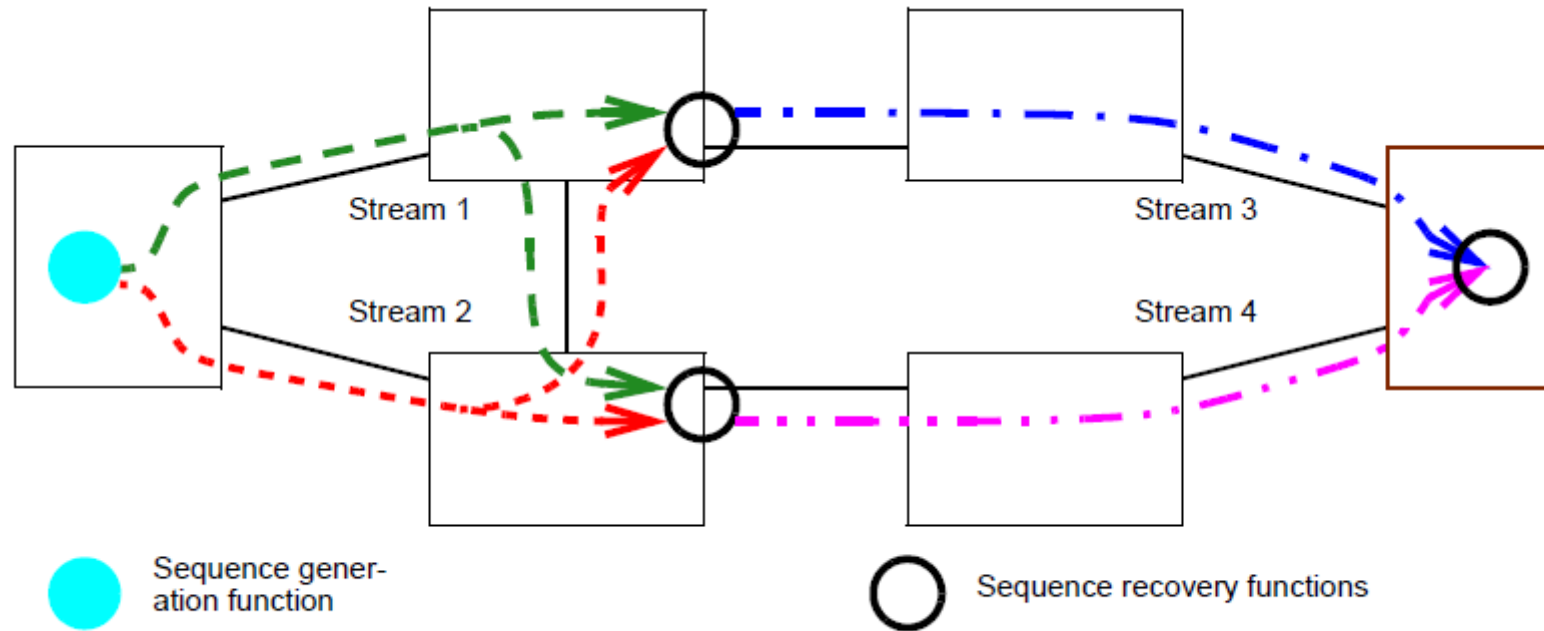 Stream 1
Stream 3
Stream 2
Stream 4
Sequence gener-
ation function
Sequence recovery functions